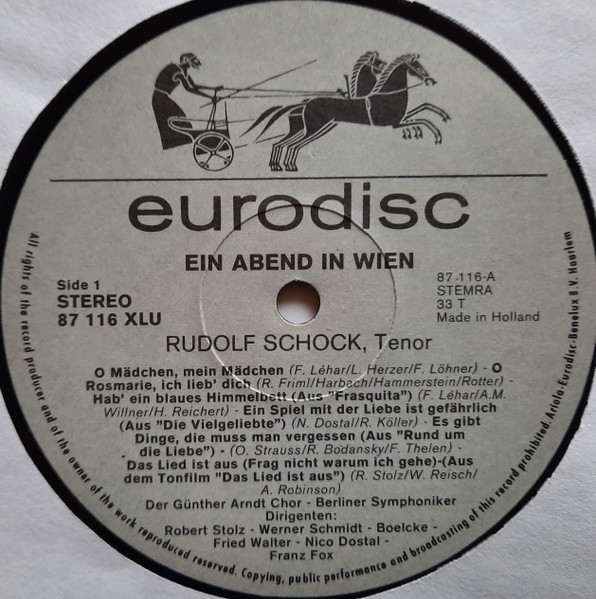 eurodisc
EIN ABEND IN WIEN
Side 1
STEREO
87 116 XLU
87-116-A
STEMRA
33 T
Made in Holland
RUDOLF SCHOCK, Tenor
O Mädchen, mein Mädchen (F. Léhar/L. Herzer/F. Löhner) - O
Rosmarie, ich lieb' dich (R. Friml/Harbach/Hammerstein/Rotter) -
Hab' ein blaues Himmelbett (Aus "Frasquita") (F. Léhar/A.M.
Willner/H. Reichert) - Ein Spiel mit der Liebe ist gefährlich
(Aus "Die Vielgeliebte") (N. Dostal/R. Köller) - Es gibt
Dinge, die muss man vergessen (Aus "Rund um
die Liebe") - (O. Strauss/R. Bodansky/F. Thelen) -
Das Lied ist aus (Frag nicht warum ich gehe)-(Aus
dem Tonfilm "Das Lied ist aus") (R. Stolz/W. Reisch/
A. Robinson)
Der Günther Arndt Chor - Berliner Symphoniker
Dirigenten:
Robert Stolz - Werner Schmidt - Boelcke -
Fried Walter - Nico Dostal -
Franz Fox
All rights of the record producer and of the owner of the work reproduced reserved. Copying, public performance and broadcasting of this record prohibited. Ariola-Eurodisc-Benelux B.V. Haarlem